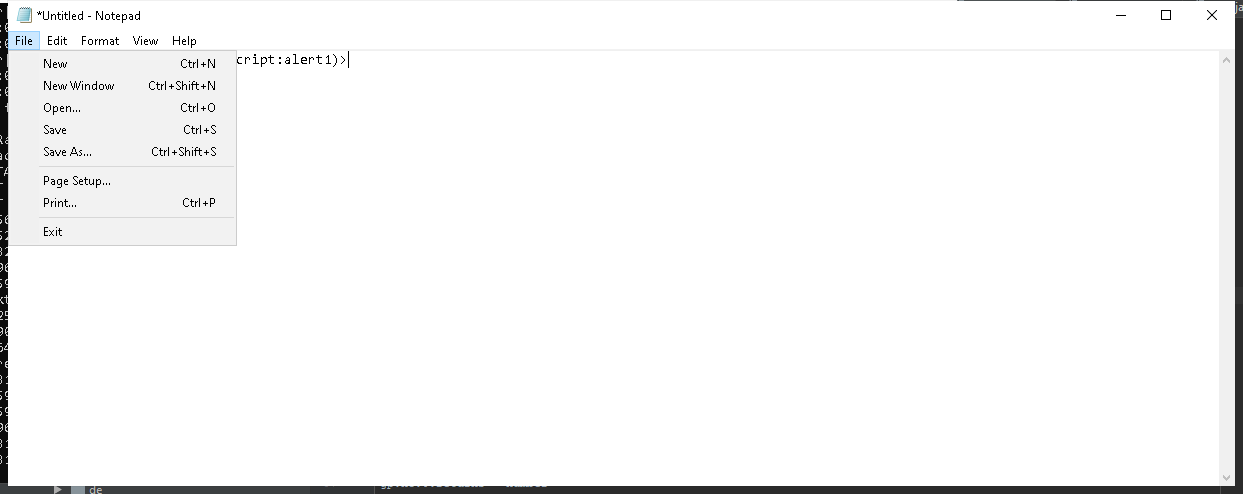 *Untitled - Notepad
File Edit Format View Help
cript:alert1)>
New Ctrl+N
New Window Ctrl+Shift+N
Open... Ctrl+O
Save Ctrl+S
Save As... Ctrl+Shift+S
Page Setup...
Print... Ctrl+P
Exit
de